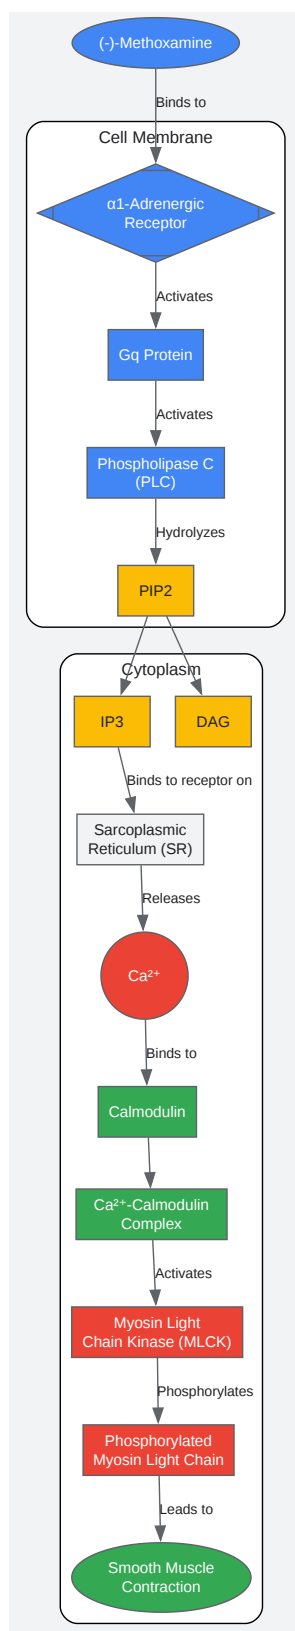 (-)-Methoxamine
Binds to
Cell Membrane
α1-Adrenergic
Receptor
Activates
Gq Protein
Activates
Phospholipase C
(PLC)
Hydrolyzes
PIP2
Cytoplasm
IP3
DAG
Binds to receptor on
Sarcoplasmic
Reticulum (SR)
Releases
Ca²⁺
Binds to
Calmodulin
Ca²⁺-Calmodulin
Complex
Activates
Myosin Light
Chain Kinase (MLCK)
Phosphorylates
Phosphorylated
Myosin Light Chain
Leads to
Smooth Muscle
Contraction